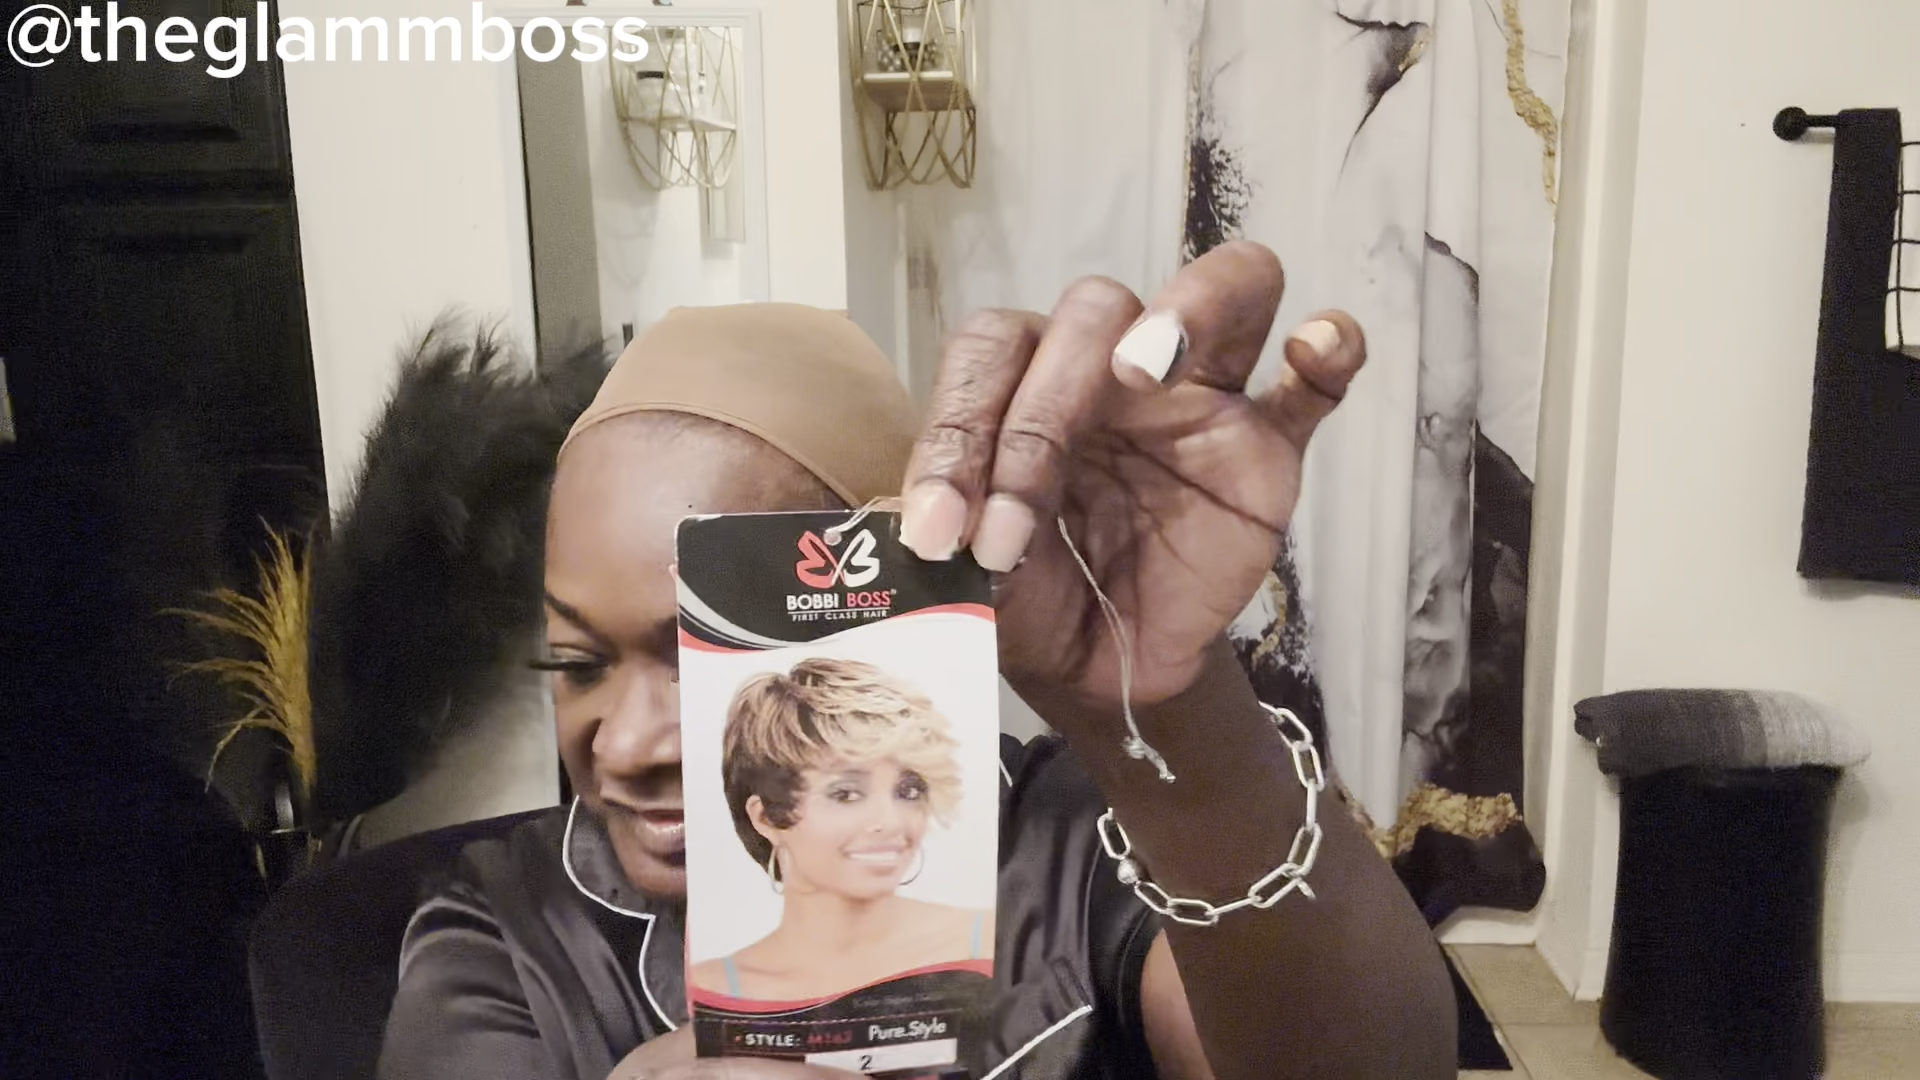 @theglammboss
BOBBI BOSS
FIRST CLASS HAIR
STYLE: Pure.Style
2